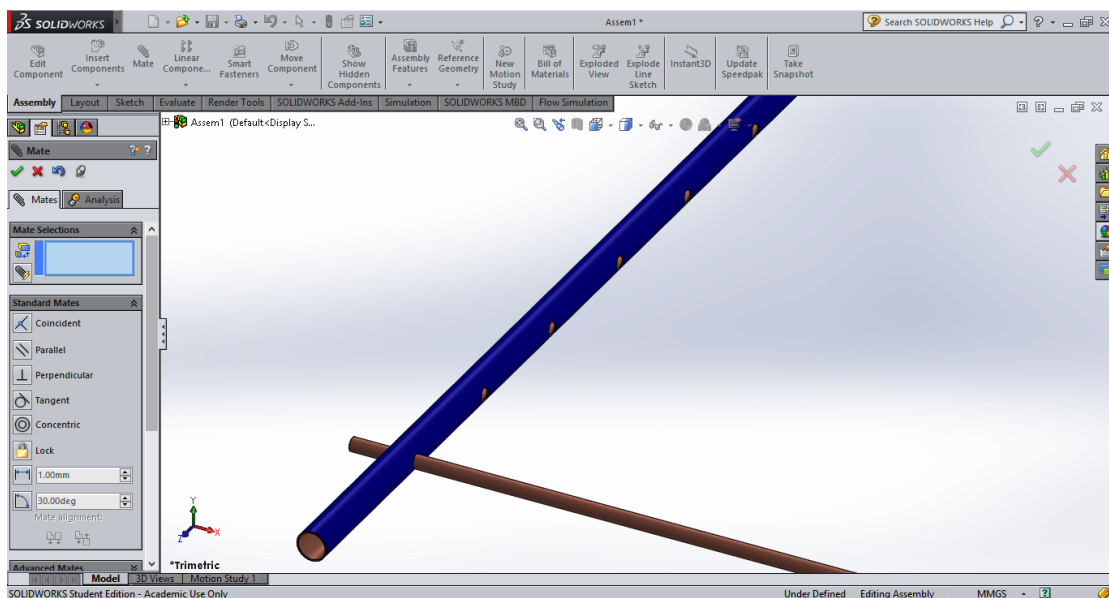 SOLIDWORKS
Assem1 *
Search SOLIDWORKS Help
Edit Component
Insert Components
Mate
Linear Compone...
Smart Fasteners
Move Component
Show Hidden Components
Assembly Features
Reference Geometry
New Motion Study
Bill of Materials
Exploded View
Explode Line Sketch
Instant3D
Update Speedpak
Take Snapshot
Assembly Layout Sketch Evaluate Render Tools SOLIDWORKS Add-Ins Simulation SOLIDWORKS MBD Flow Simulation
Assem1 (Default<Display S...
Mate
Mates Analysis
Mate Selections
Standard Mates
Coincident
Parallel
Perpendicular
Tangent
Concentric
Lock
1.00mm
30.00deg
Mate alignment:
Advanced Mates
Y
X
Z
*Trimetric
Model 3D Views Motion Study 1
SOLIDWORKS Student Edition - Academic Use Only Under Defined Editing Assembly MMGS